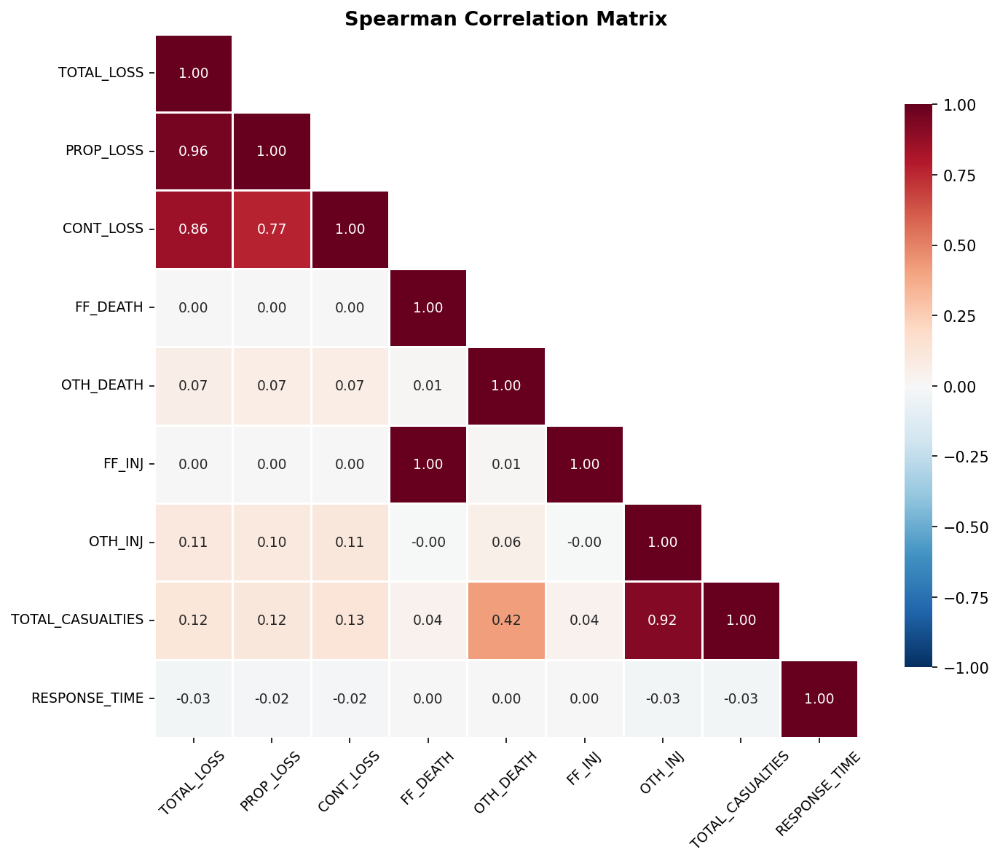 Spearman Correlation Matrix
TOTAL_LOSS 1.00
PROP_LOSS 0.96 1.00
CONT_LOSS 0.86 0.77 1.00
FF_DEATH 0.00 0.00 0.00 1.00
OTH_DEATH 0.07 0.07 0.07 0.01 1.00
FF_INJ 0.00 0.00 0.00 1.00 0.01 1.00
OTH_INJ 0.11 0.10 0.11 -0.00 0.06 -0.00 1.00
TOTAL_CASUALTIES 0.12 0.12 0.13 0.04 0.42 0.04 0.92 1.00
RESPONSE_TIME -0.03 -0.02 -0.02 0.00 0.00 0.00 -0.03 -0.03 1.00
TOTAL_LOSS PROP_LOSS CONT_LOSS FF_DEATH OTH_DEATH FF_INJ OTH_INJ TOTAL_CASUALTIES RESPONSE_TIME
1.00
0.75
0.50
0.25
0.00
−0.25
−0.50
−0.75
−1.00